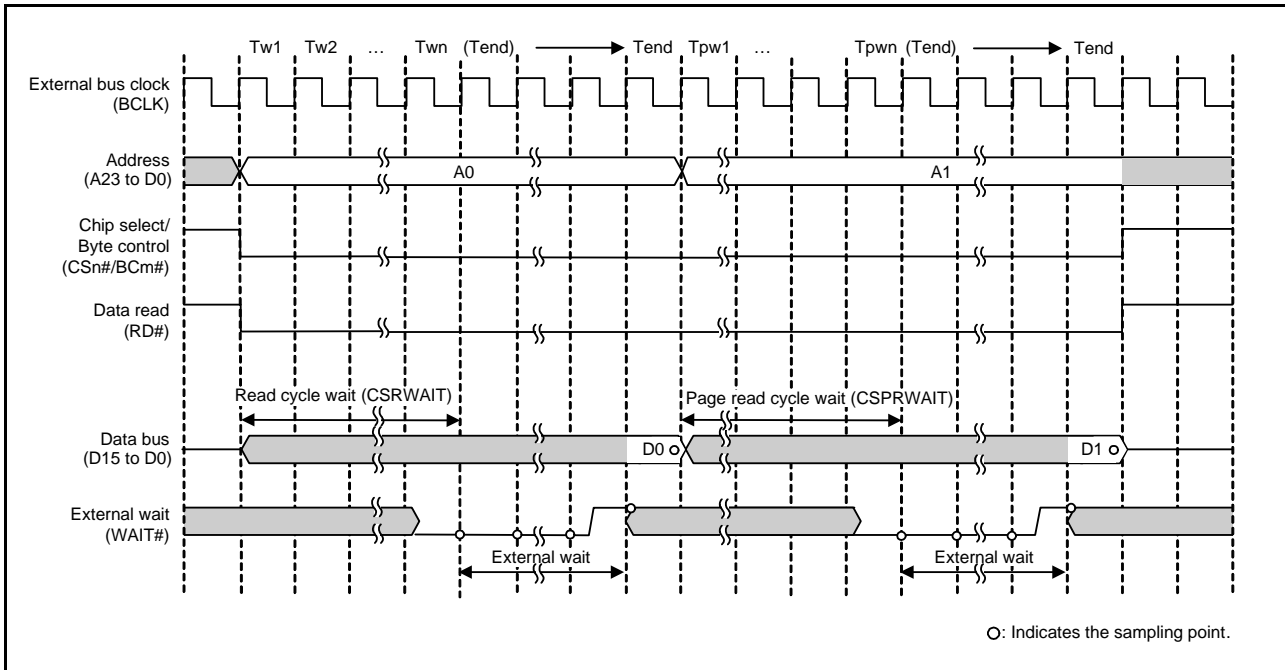 Tw1 Tw2 ... Twn (Tend) Tend Tpw1 ... Tpwn (Tend) Tend
External bus clock
(BCLK)
Address
(A23 to D0)
A0 A1
Chip select/
Byte control
(CSn#/BCm#)
Data read
(RD#)
Read cycle wait (CSRWAIT) Page read cycle wait (CSPRWAIT)
Data bus
(D15 to D0)
D0 D1
External wait
(WAIT#)
External wait External wait
: Indicates the sampling point.